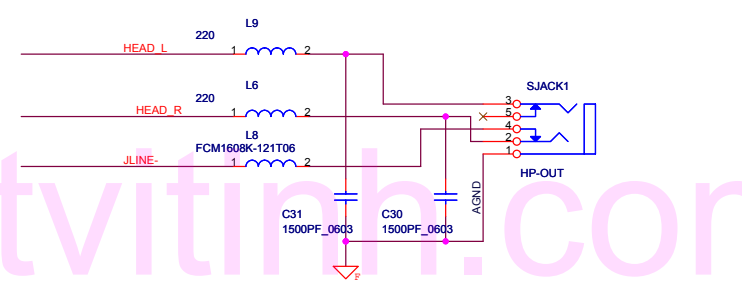 L9
220
HEAD_L 1 2
L6
220
HEAD_R 1 2
L8
FCM1608K-121T06
JLINE- 1 2
SJACK1
3
5
4
2
1
HP-OUT
AGND
C31
1500PF_0603
C30
1500PF_0603
tvitinh.com